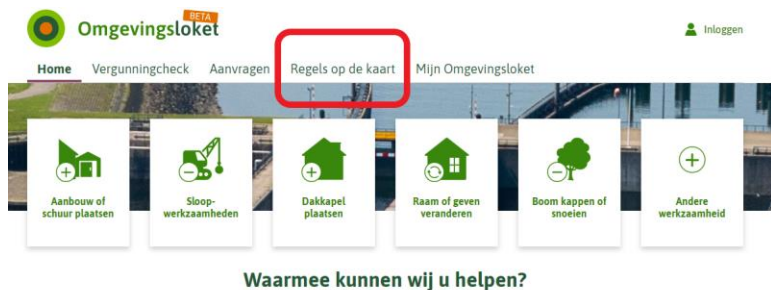 BETA
Omgevingsloket
Inloggen
Home Vergunningcheck Aanvragen Regels op de kaart Mijn Omgevingsloket
Aanbouw of
schuur plaatsen
Sloop-
werkzaamheden
Dakkapel
plaatsen
Raam of geven
veranderen
Boom kappen of
snoeien
Andere
werkzaamheid
Waarmee kunnen wij u helpen?